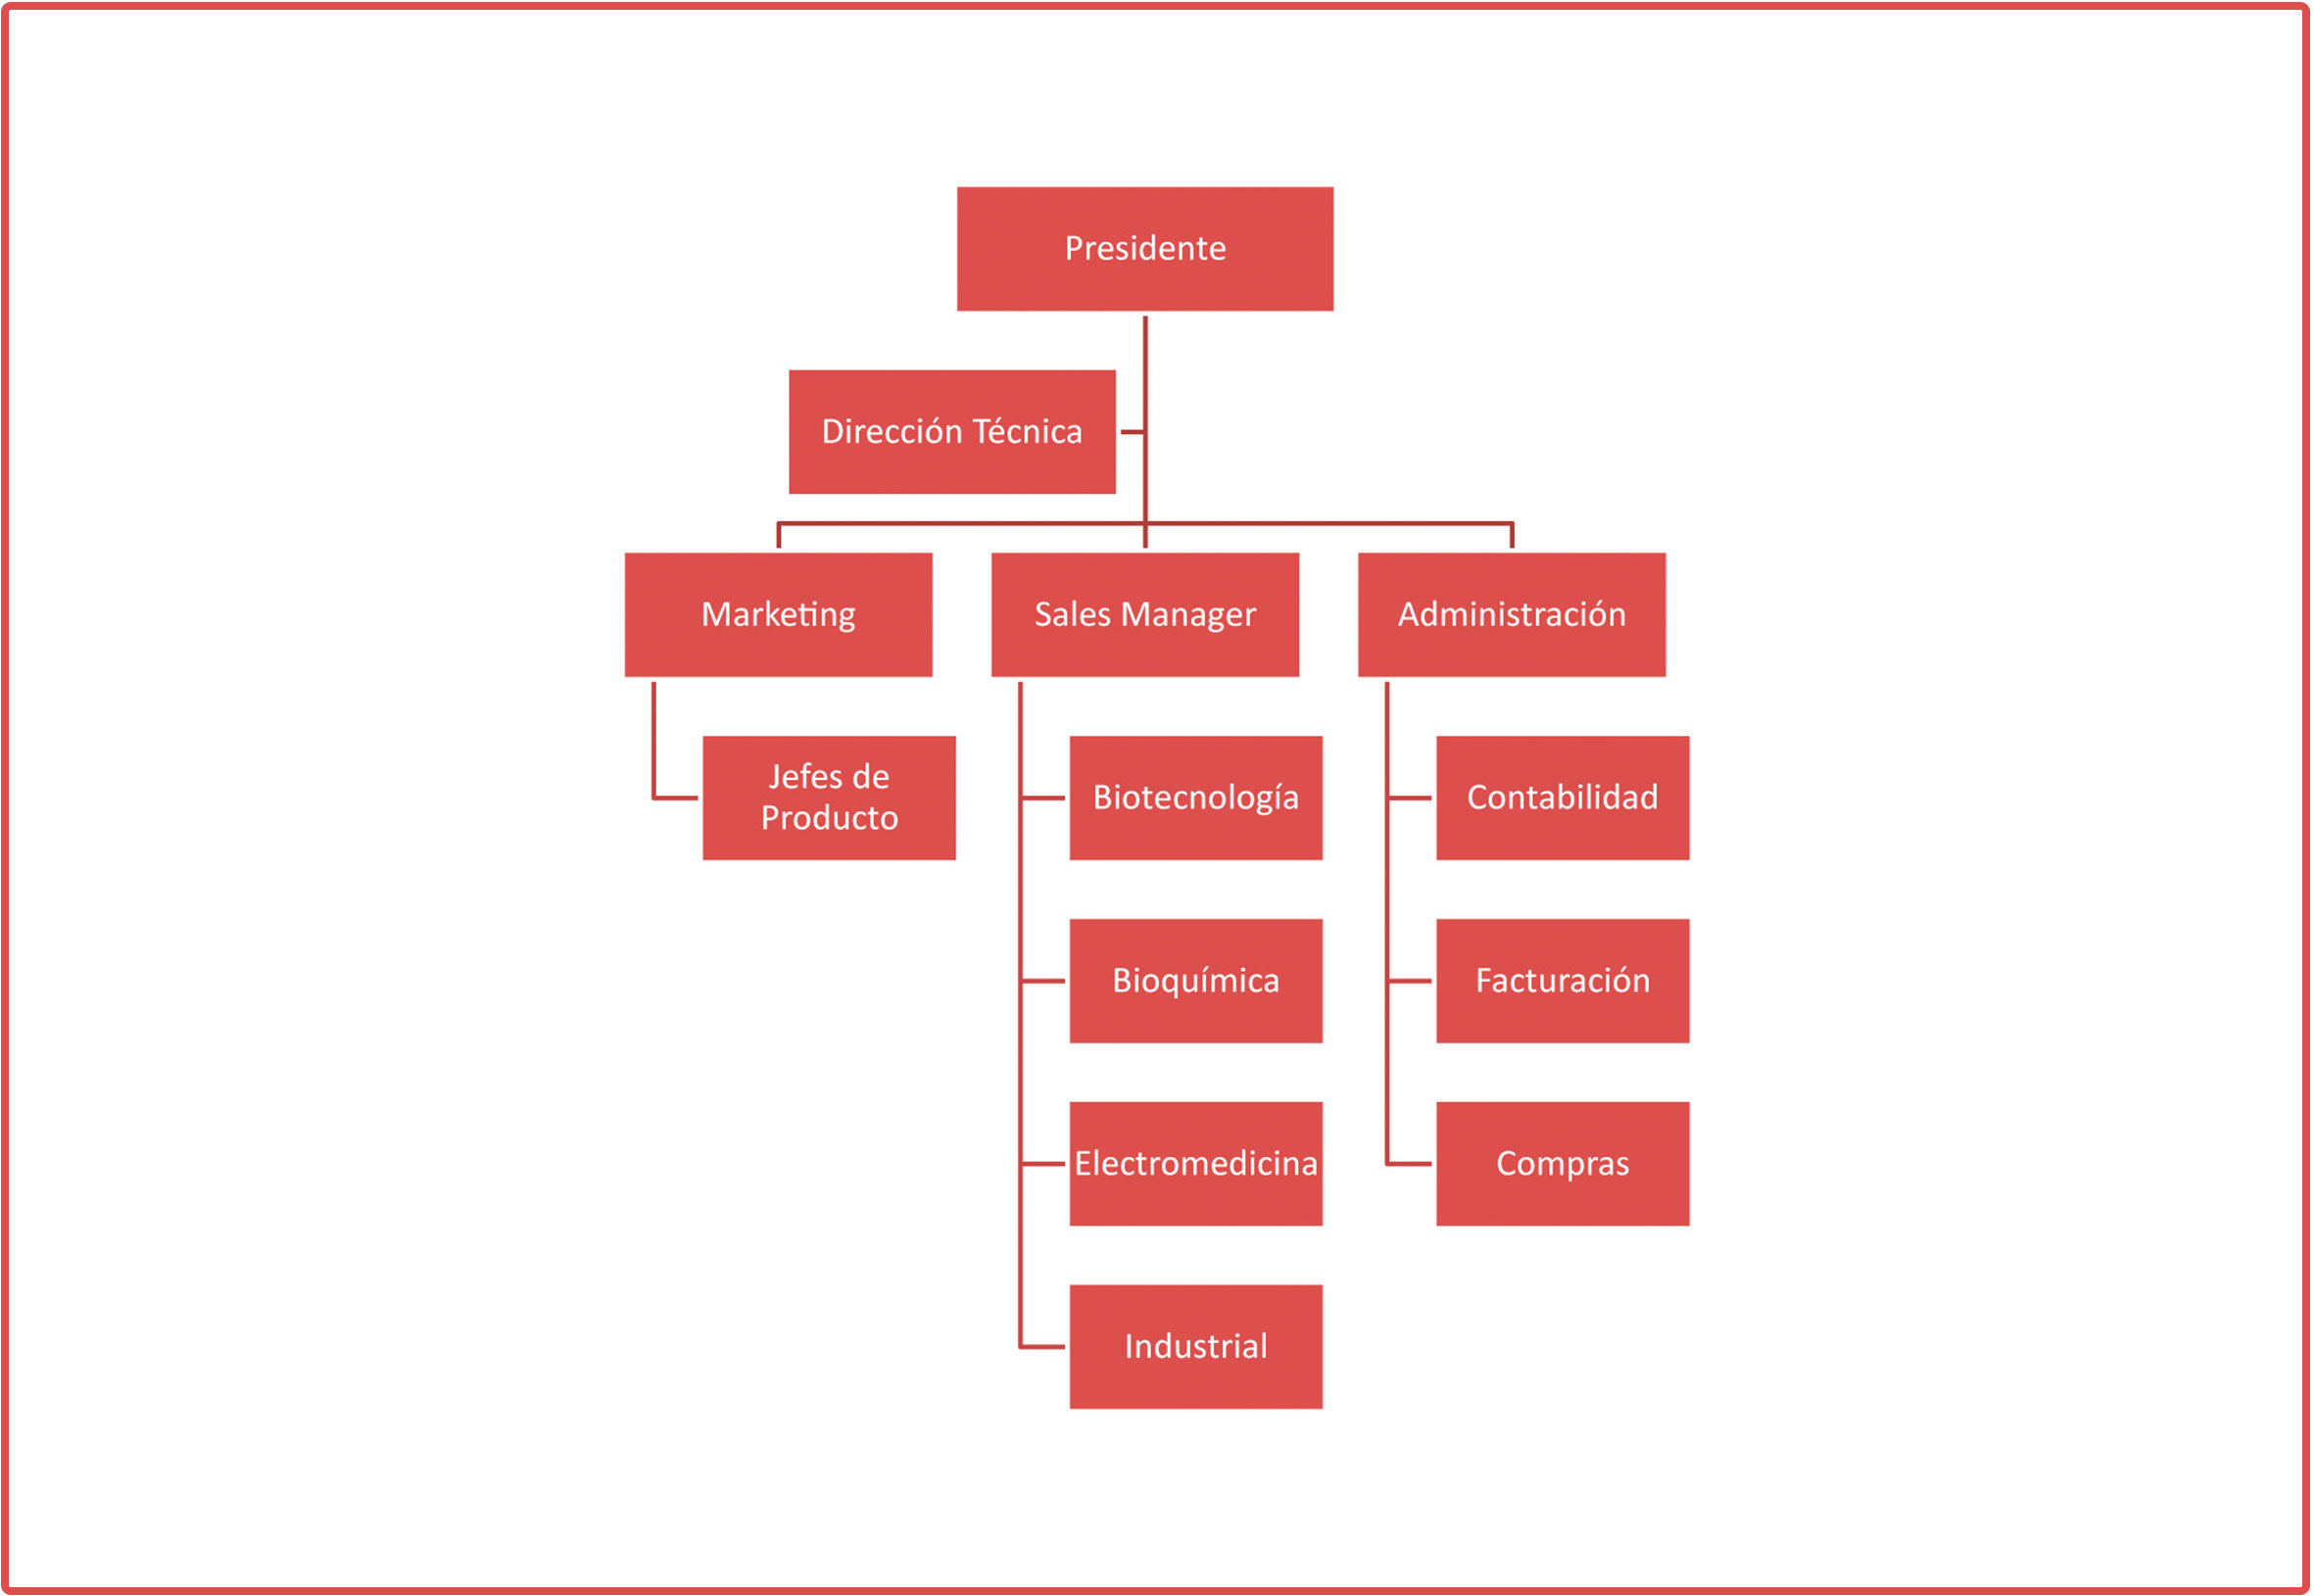 Presidente
Dirección Técnica
Marketing
Sales Manager
Administración
Jefes de
Producto
Biotecnología
Contabilidad
Bioquímica
Facturación
Electromedicina
Compras
Industrial